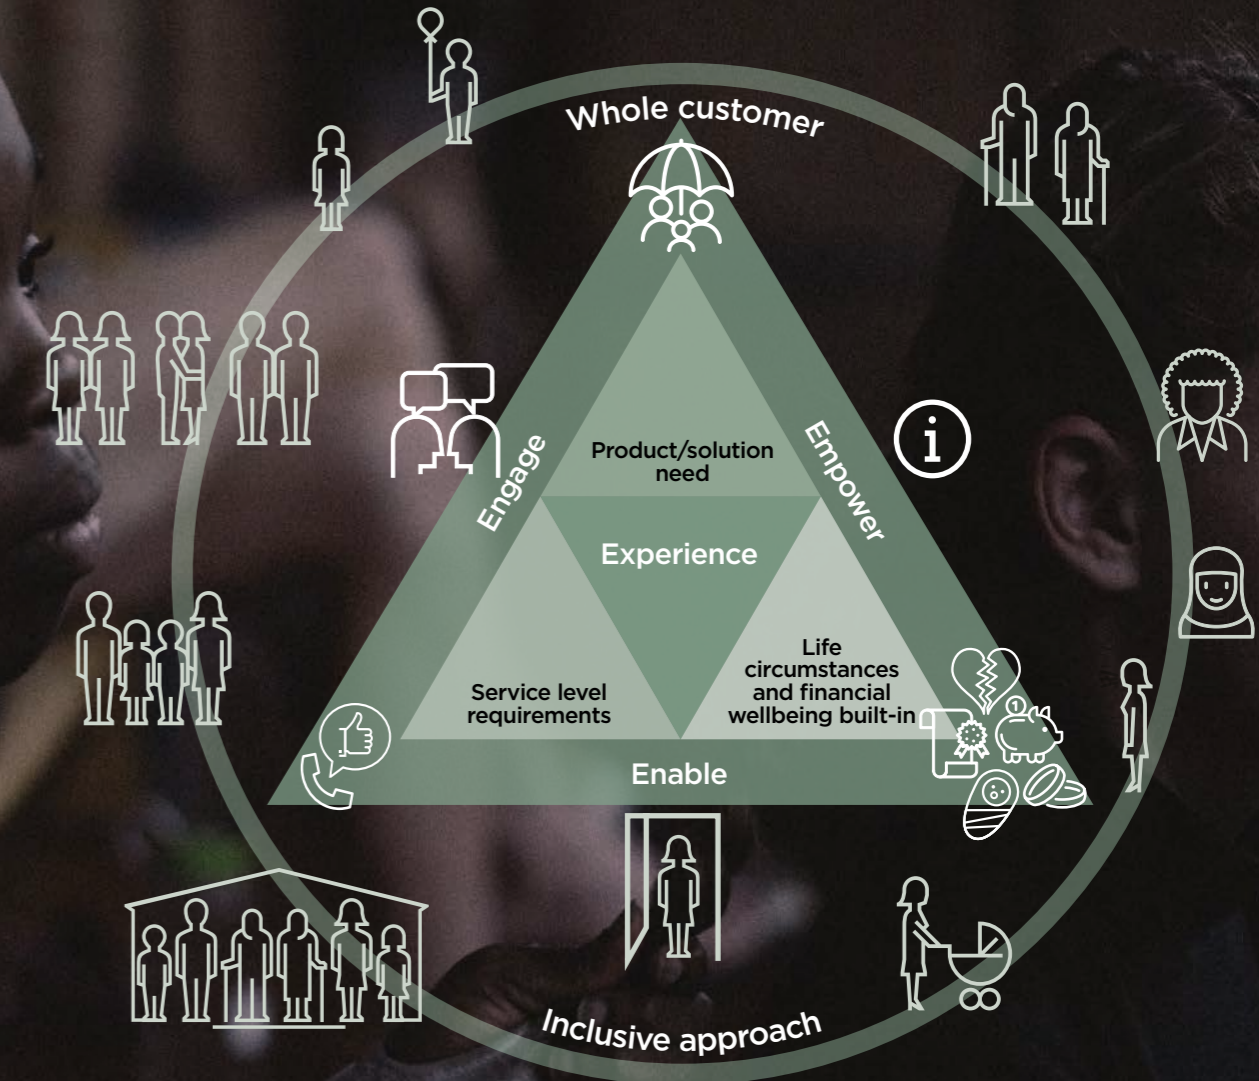 Whole customer
Engage
Empower
Product/solution
need
Experience
Service level
requirements
Life
circumstances
and financial
wellbeing built-in
1
Enable
Inclusive approach